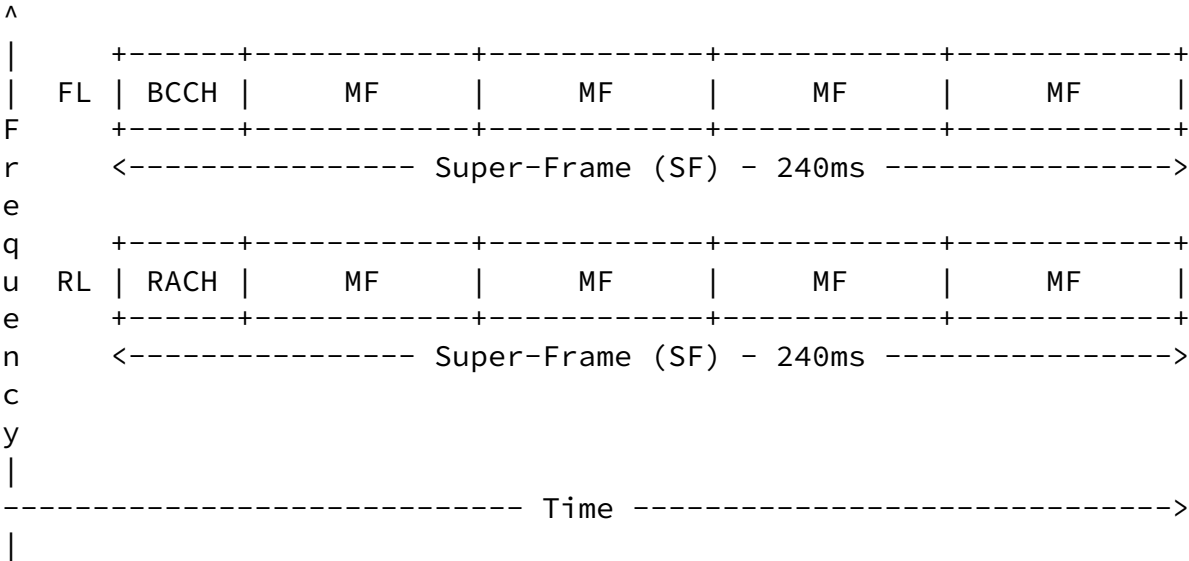 ^
|     +------+------------+------------+------------+------------+
|  FL | BCCH |     MF     |     MF     |     MF     |     MF     |
F     +------+------------+------------+------------+------------+
r     <---------------- Super-Frame (SF) - 240ms ---------------->
e
q     +------+------------+------------+------------+------------+
u  RL | RACH |     MF     |     MF     |     MF     |     MF     |
e     +------+------------+------------+------------+------------+
n     <---------------- Super-Frame (SF) - 240ms ---------------->
c
y
|
----------------------------- Time ------------------------------>
|